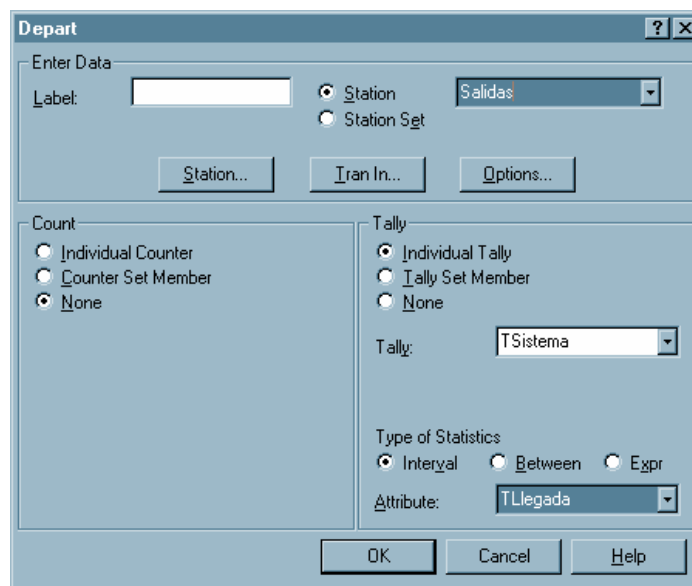 Depart
Enter Data
Label:
Station
Salidas
Station Set
Station...
Tran In...
Options...
Count
Individual Counter
Counter Set Member
None
Tally
Individual Tally
Tally Set Member
None
Tally:
TSistema
Type of Statistics
Interval
Between
Expr
Attribute:
TLlegada
OK
Cancel
Help